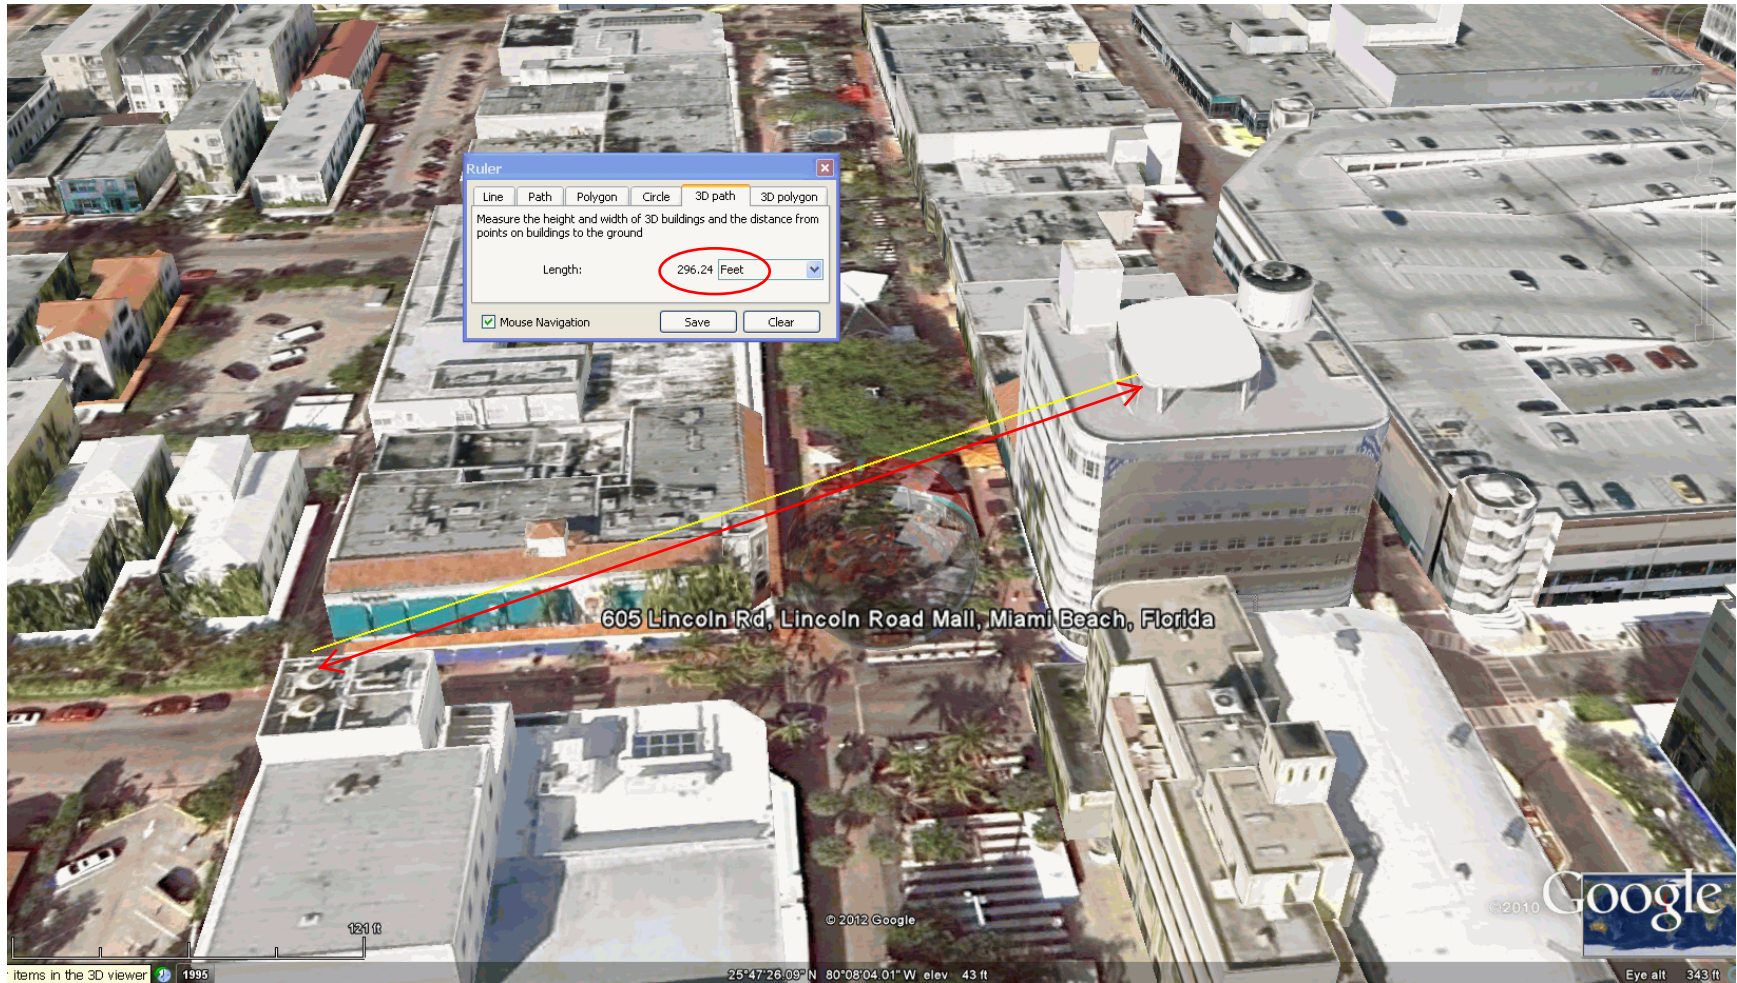 Ruler
Line Path Polygon Circle 3D path 3D polygon
Measure the height and width of 3D buildings and the distance from
points on buildings to the ground
Length: 296.24 Feet
Mouse Navigation Save Clear
605 Lincoln Rd, Lincoln Road Mall, Miami Beach, Florida
©2010 Google
© 2012 Google
121 ft
items in the 3D viewer 1995 25°47'26.09" N 80°08'04.01" W elev 43 ft Eye alt 343 ft